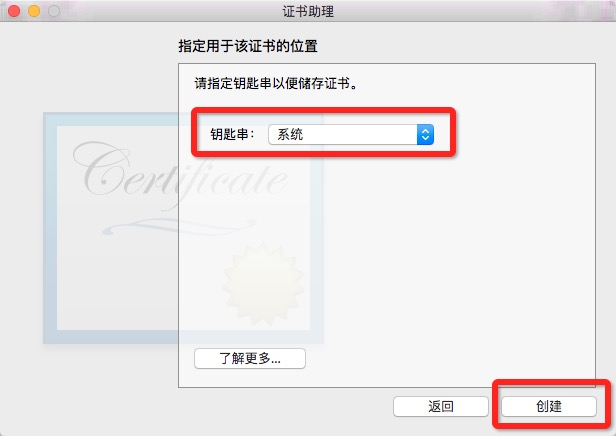 证书助理
指定用于该证书的位置
请指定钥匙串以便储存证书。
钥匙串： 系统
Certificate
了解更多...
返回 创建